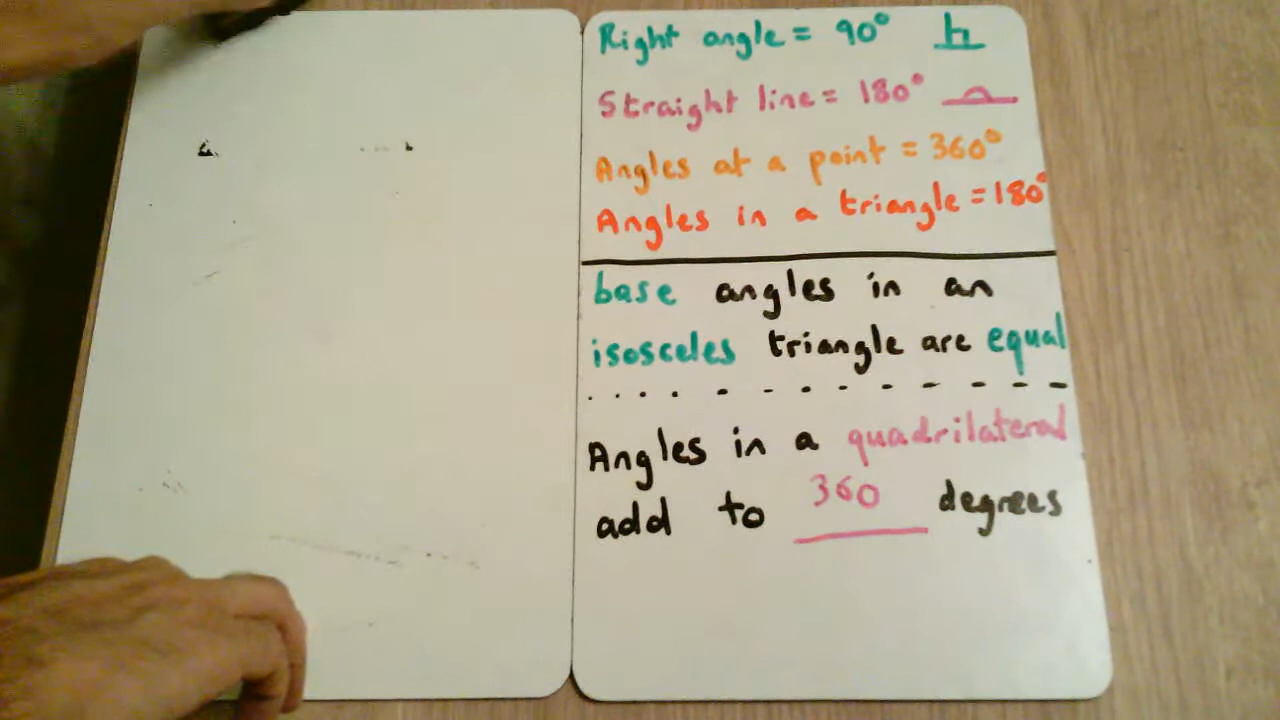 Right angle = 90°
Straight line = 180°
Angles at a point = 360°
Angles in a triangle = 180°
base angles in an
isosceles triangle are equal
Angles in a quadrilateral
add to 360 degrees